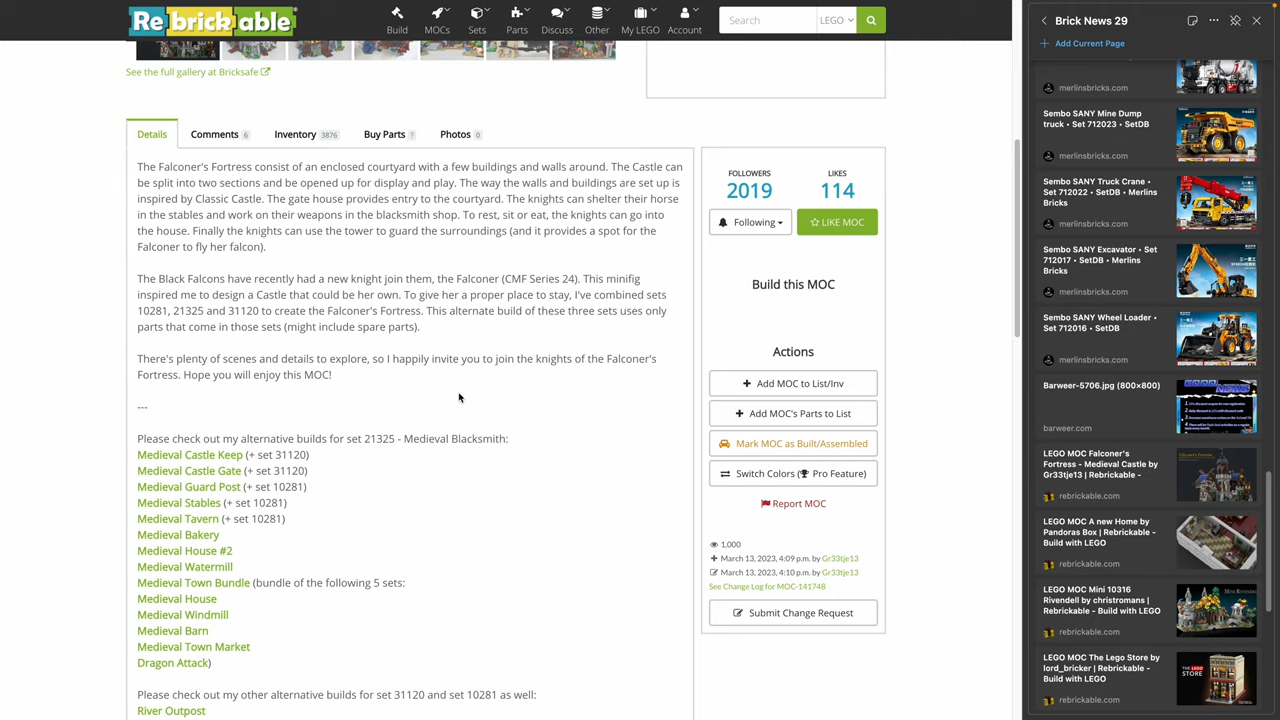 Rebrickable
Build
MOCs
Sets
Parts
Discuss
Other
My LEGO
Account
Search
LEGO
Brick News 29
Add Current Page
See the full gallery at Bricksafe
Details
Comments 6
Inventory 3876
Buy Parts ?
Photos 0
The Falconer's Fortress consist of an enclosed courtyard with a few buildings and walls around. The Castle can
be split into two sections and be opened up for display and play. The way the walls and buildings are set up is
inspired by Classic Castle. The gate house provides entry to the courtyard. The knights can shelter their horse
in the stables and work on their weapons in the blacksmith shop. To rest, sit or eat, the knights can go into
the house. Finally the knights can use the tower to guard the surroundings (and it provides a spot for the
Falconer to fly her falcon).
The Black Falcons have recently had a new knight join them, the Falconer (CMF Series 24). This minifig
inspired me to design a Castle that could be her own. To give her a proper place to stay, I've combined sets
10281, 21325 and 31120 to create the Falconer's Fortress. This alternate build of these three sets uses only
parts that come in those sets (might include spare parts).
There's plenty of scenes and details to explore, so I happily invite you to join the knights of the Falconer's
Fortress. Hope you will enjoy this MOC!
---
Please check out my alternative builds for set 21325 - Medieval Blacksmith:
Medieval Castle Keep (+ set 31120)
Medieval Castle Gate (+ set 31120)
Medieval Guard Post (+ set 10281)
Medieval Stables (+ set 10281)
Medieval Tavern (+ set 10281)
Medieval Bakery
Medieval House #2
Medieval Watermill
Medieval Town Bundle (bundle of the following 5 sets:
Medieval House
Medieval Windmill
Medieval Barn
Medieval Town Market
Dragon Attack)
Please check out my other alternative builds for set 31120 and set 10281 as well:
River Outpost
FOLLOWERS
2019
LIKES
114
Following
LIKE MOC
Build this MOC
Actions
Add MOC to List/Inv
Add MOC's Parts to List
Mark MOC as Built/Assembled
Switch Colors ( Pro Feature)
Report MOC
1,000
March 13, 2023, 4:09 p.m. by Gr33tje13
March 13, 2023, 4:10 p.m. by Gr33tje13
See Change Log for MOC-141748
Submit Change Request
merlinsbricks.com
Sembo SANY Mine Dump
truck • Set 712023 • SetDB
merlinsbricks.com
Sembo SANY Truck Crane •
Set 712022 • SetDB • Merlins
Bricks
merlinsbricks.com
Sembo SANY Excavator • Set
712017 • SetDB • Merlins
Bricks
merlinsbricks.com
Sembo SANY Wheel Loader •
Set 712016 • SetDB
merlinsbricks.com
Barweer-5706.jpg (800×800)
barweer.com
LEGO MOC Falconer's
Fortress - Medieval Castle by
Gr33tje13 | Rebrickable -
rebrickable.com
LEGO MOC A new Home by
Pandoras Box | Rebrickable -
Build with LEGO
rebrickable.com
LEGO MOC Mini 10316
Rivendell by christromans |
Rebrickable - Build with LEGO
rebrickable.com
MINI RIVENDELL
LEGO MOC The Lego Store by
lord_bricker | Rebrickable -
Build with LEGO
rebrickable.com
THE LEGO
STORE